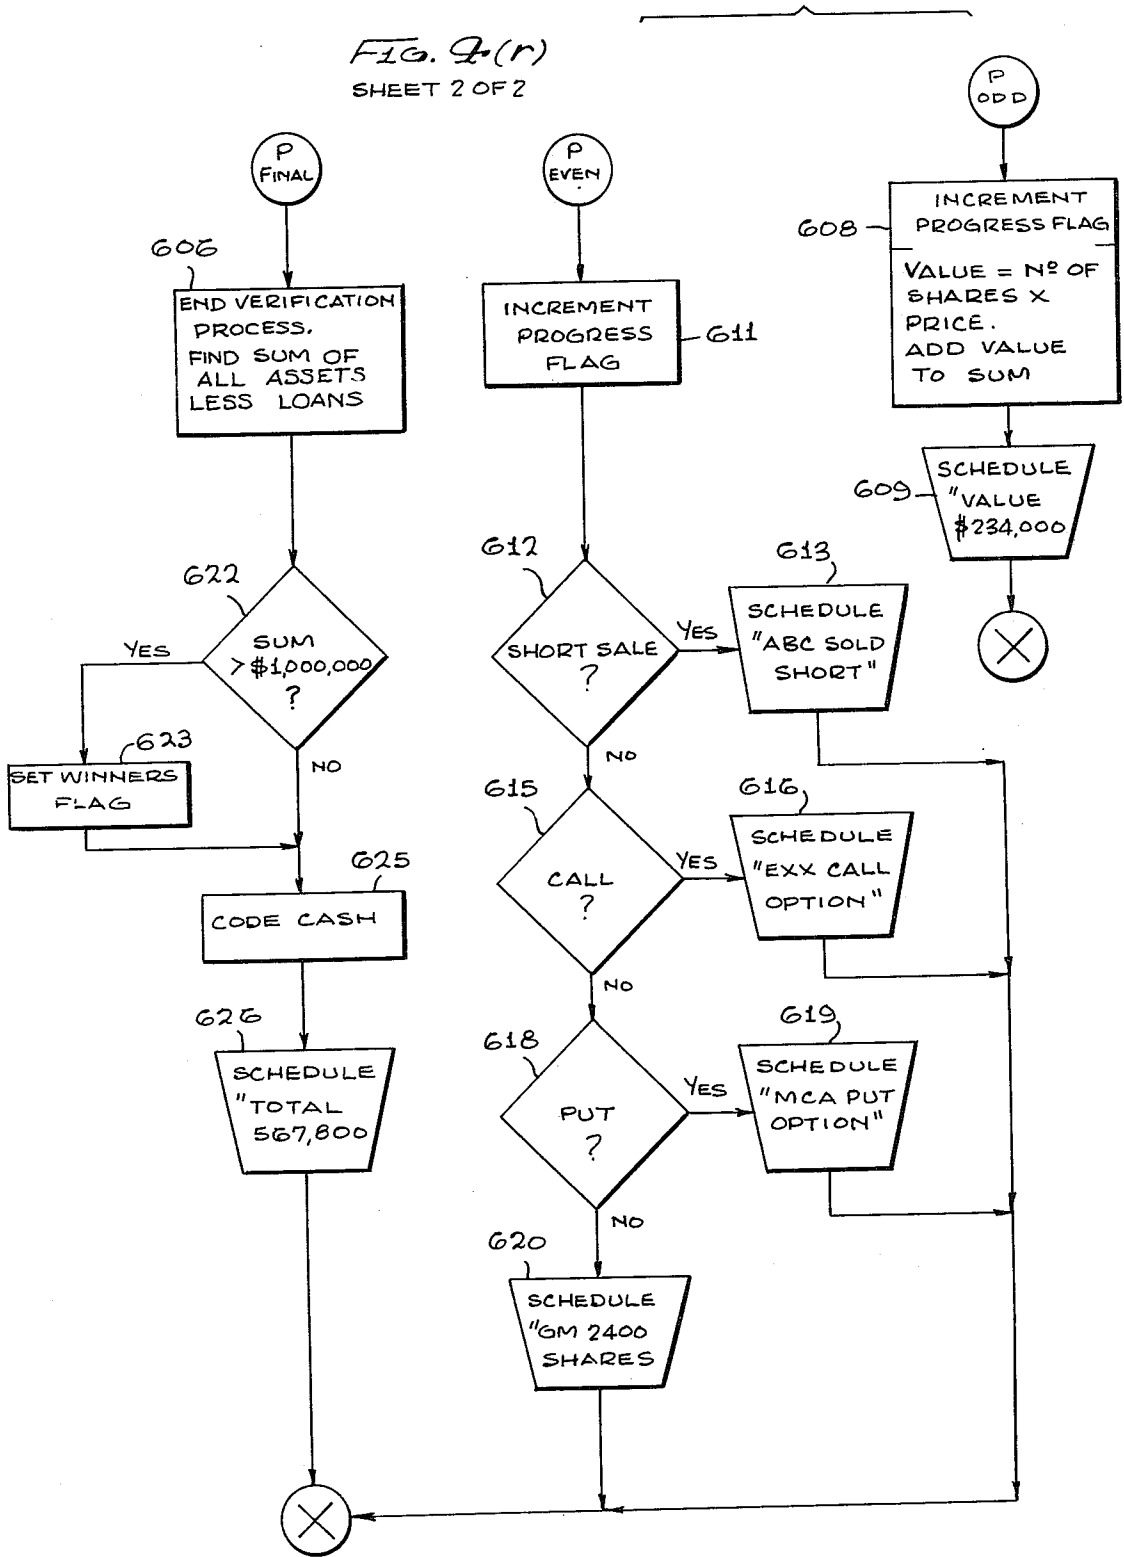 FIG. 9(r)
SHEET 2 OF 2
P
FINAL
606
END VERIFICATION
PROCESS.
FIND SUM OF
ALL ASSETS
LESS LOANS
622
SUM
> $1,000,000
?
YES
NO
623
SET WINNERS
FLAG
625
CODE CASH
626
SCHEDULE
"TOTAL
567,800
P
EVEN
INCREMENT
PROGRESS
FLAG
611
612
SHORT SALE
?
YES
NO
613
SCHEDULE
"ABC SOLD
SHORT"
615
CALL
?
YES
NO
616
SCHEDULE
"EXX CALL
OPTION"
618
PUT
?
YES
NO
619
SCHEDULE
"MCA PUT
OPTION"
620
SCHEDULE
"GM 2400
SHARES
P
ODD
608
INCREMENT
PROGRESS FLAG
VALUE = Nº OF
SHARES X
PRICE.
ADD VALUE
TO SUM
609
SCHEDULE
"VALUE
$234,000